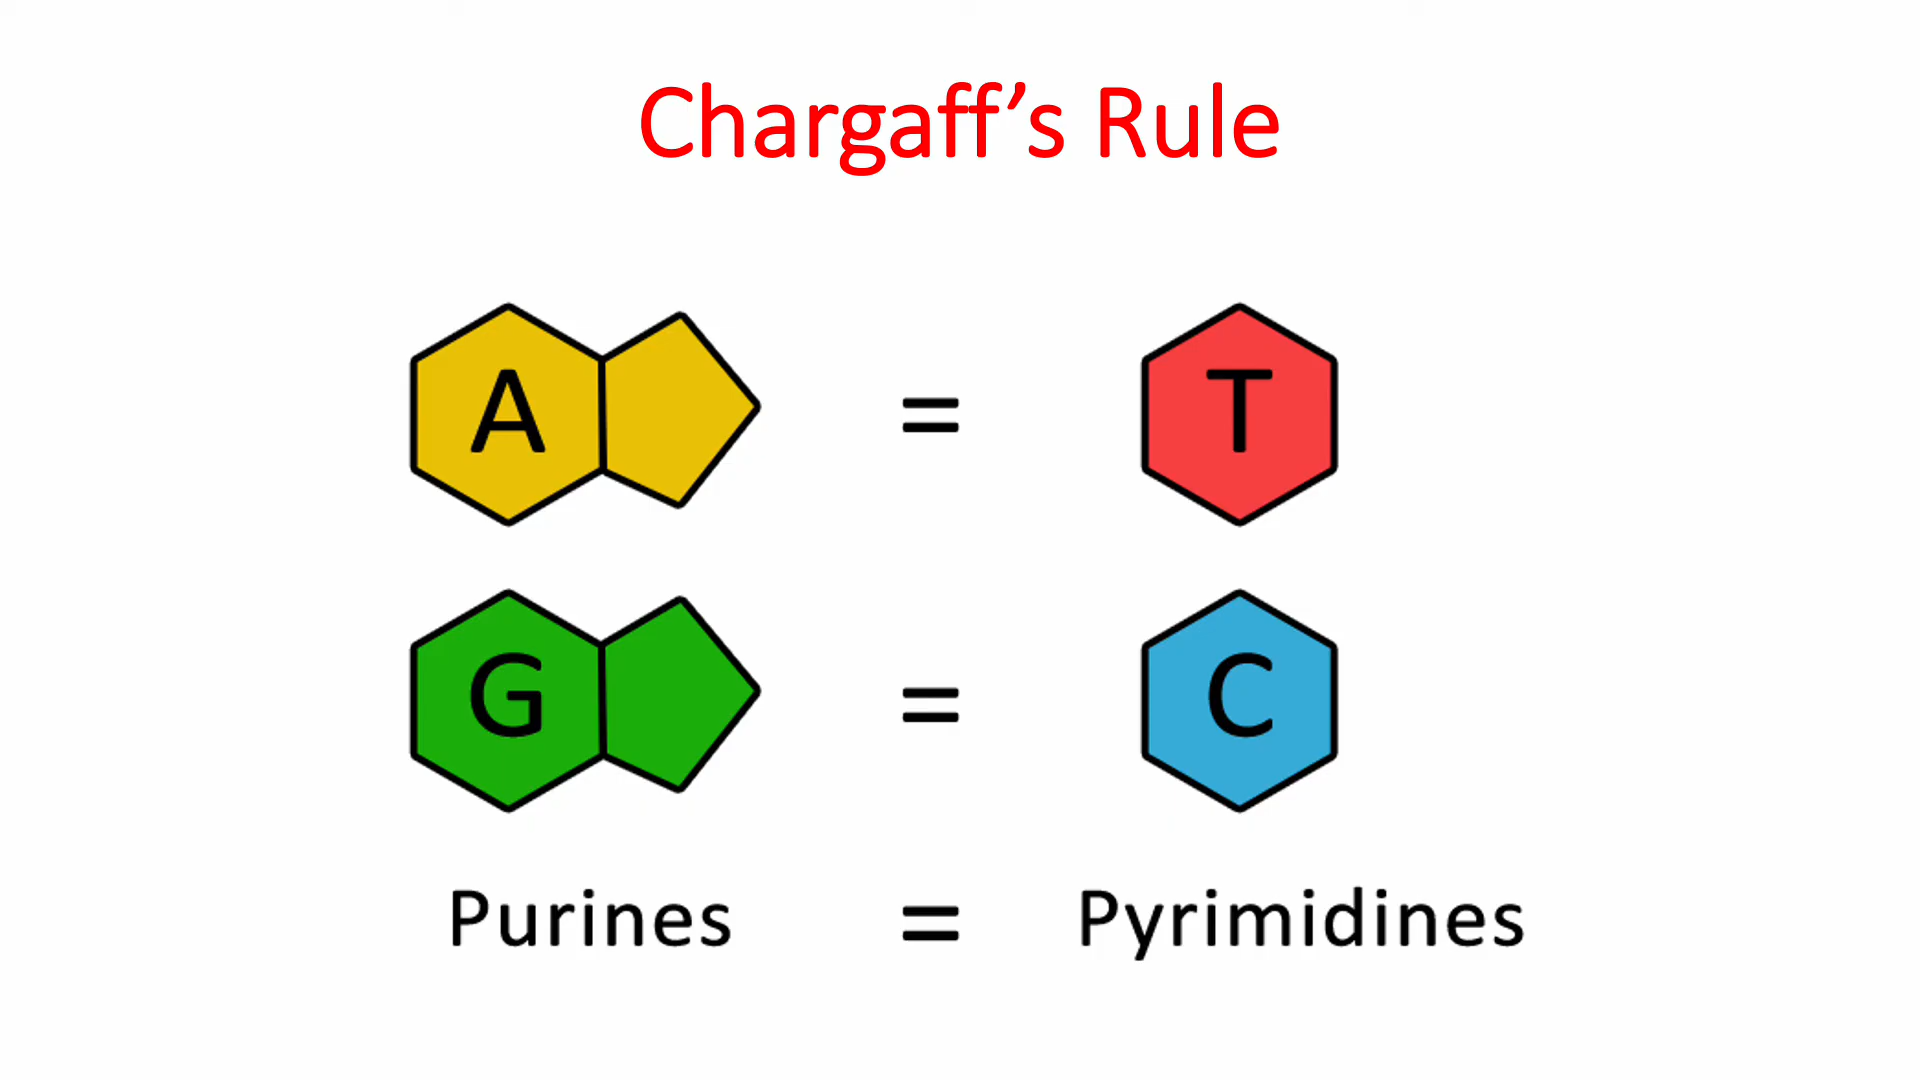 Chargaff’s Rule
A = T
G = C
Purines = Pyrimidines